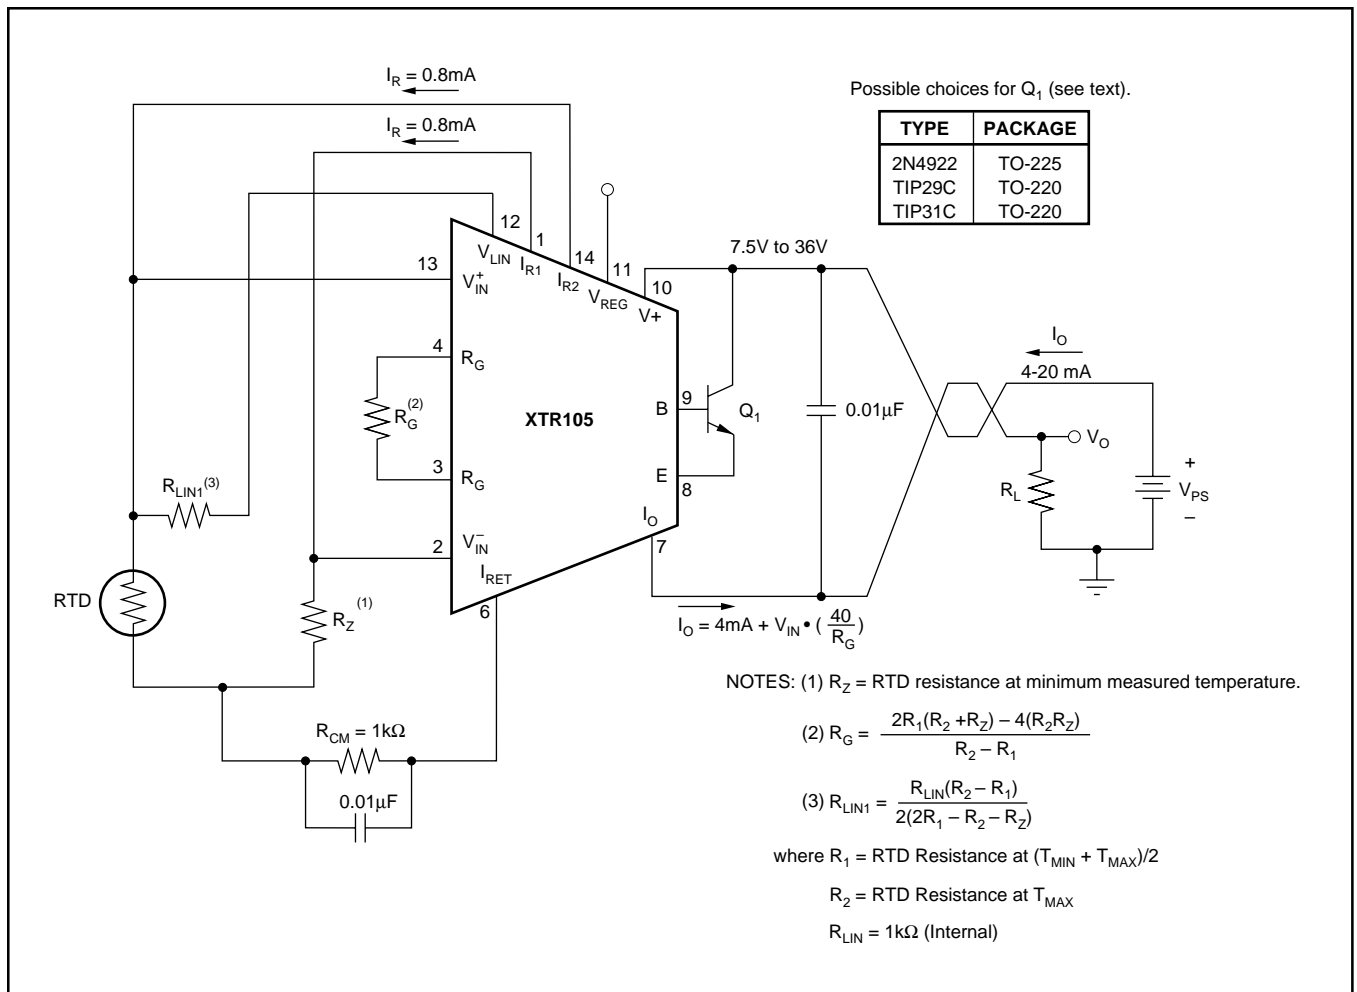 I_R = 0.8mA
I_R = 0.8mA
Possible choices for Q_1 (see text).
TYPE PACKAGE
2N4922 TO-225
TIP29C TO-220
TIP31C TO-220
12
1
14
11
10
13
V_LIN
I_R1
I_R2
V_REG
V+
V_IN^+
7.5V to 36V
4
R_G
R_G^(2)
3
R_G
XTR105
B
9
Q_1
E
8
0.01μF
I_O
4-20 mA
V_O
R_L
+
V_PS
–
R_LIN1^(3)
2
V_IN^–
I_RET
6
I_O
7
RTD
R_Z^(1)
I_O = 4mA + V_IN • (40/R_G)
R_CM = 1kΩ
0.01μF
NOTES: (1) R_Z = RTD resistance at minimum measured temperature.
(2) R_G = 2R_1(R_2 +R_Z) – 4(R_2R_Z) / R_2 – R_1
(3) R_LIN1 = R_LIN(R_2 – R_1) / 2(2R_1 – R_2 – R_Z)
where R_1 = RTD Resistance at (T_MIN + T_MAX)/2
R_2 = RTD Resistance at T_MAX
R_LIN = 1kΩ (Internal)